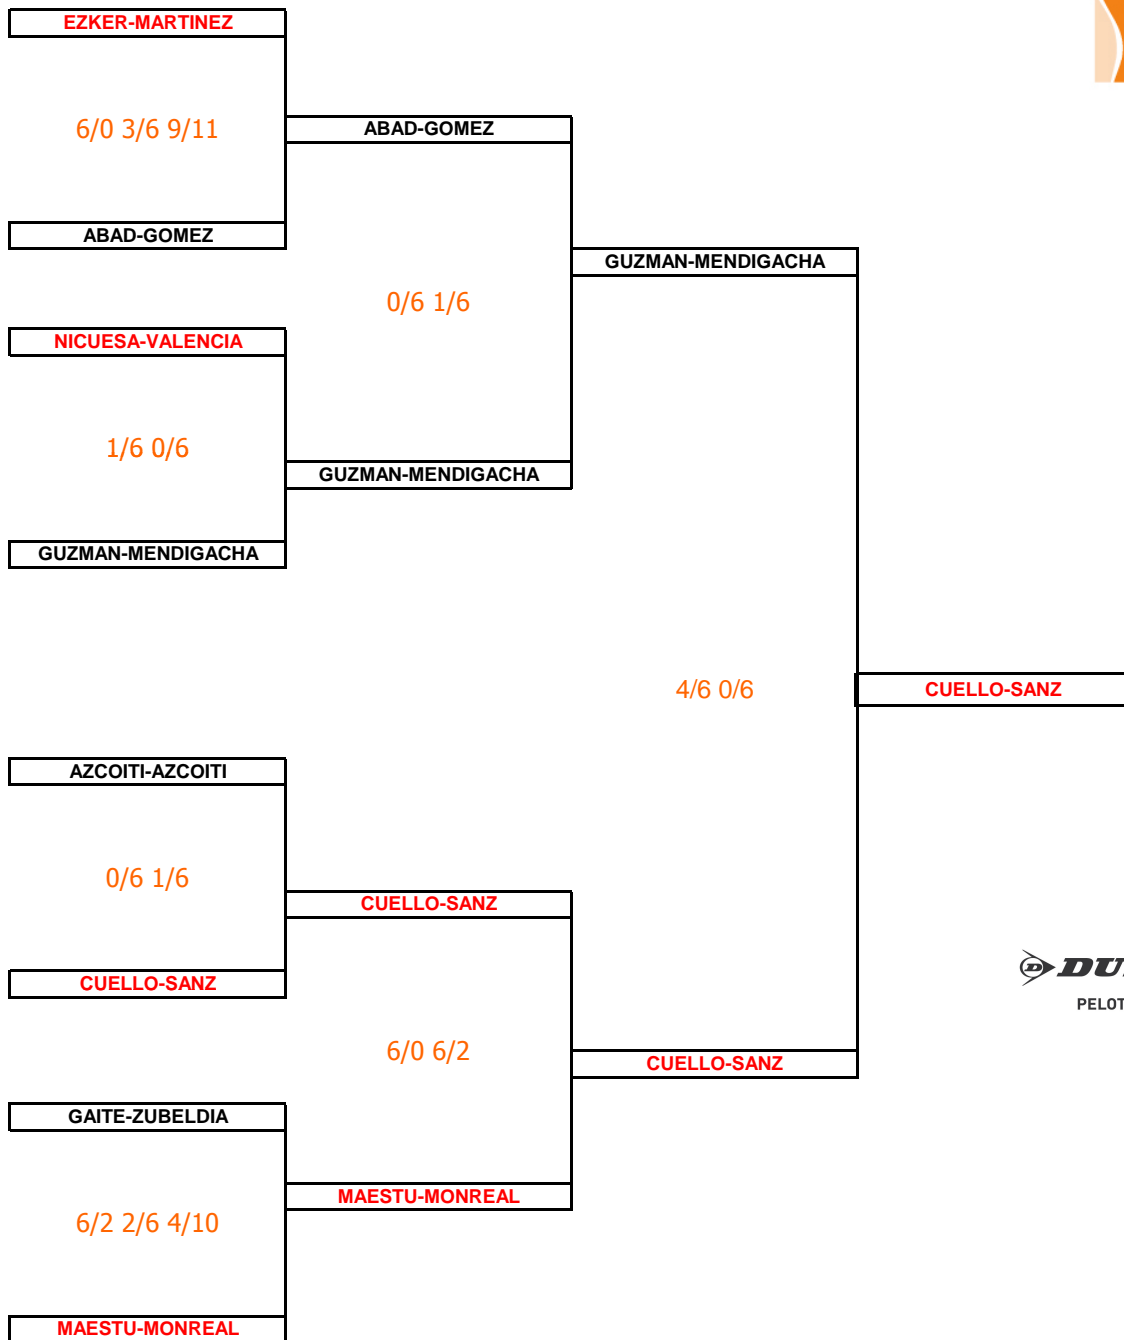 EZKER-MARTINEZ
6/0 3/6 9/11
ABAD-GOMEZ
ABAD-GOMEZ
GUZMAN-MENDIGACHA
0/6 1/6
NICUESA-VALENCIA
1/6 0/6
GUZMAN-MENDIGACHA
GUZMAN-MENDIGACHA
4/6 0/6
CUELLO-SANZ
AZCOITI-AZCOITI
0/6 1/6
CUELLO-SANZ
CUELLO-SANZ
6/0 6/2
CUELLO-SANZ
GAITE-ZUBELDIA
MAESTU-MONREAL
6/2 2/6 4/10
MAESTU-MONREAL
DU
PELOT